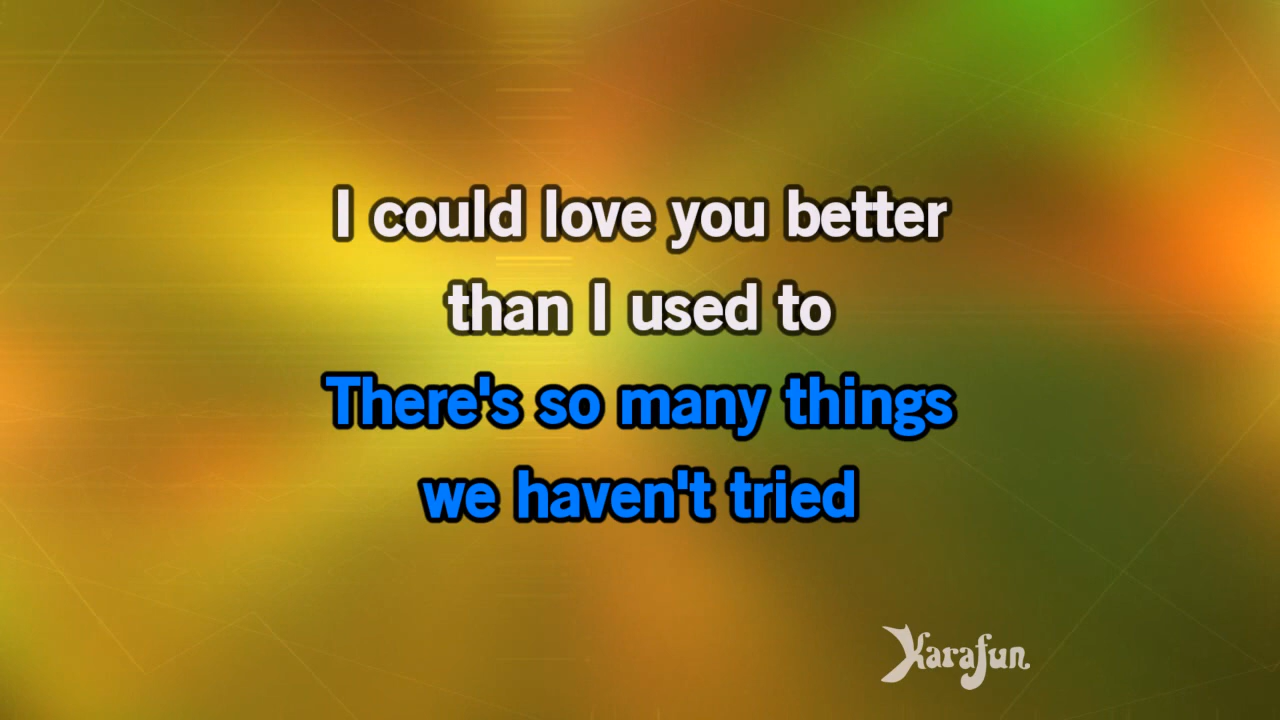 I could love you better
than I used to
There's so many things
we haven't tried
Karafun